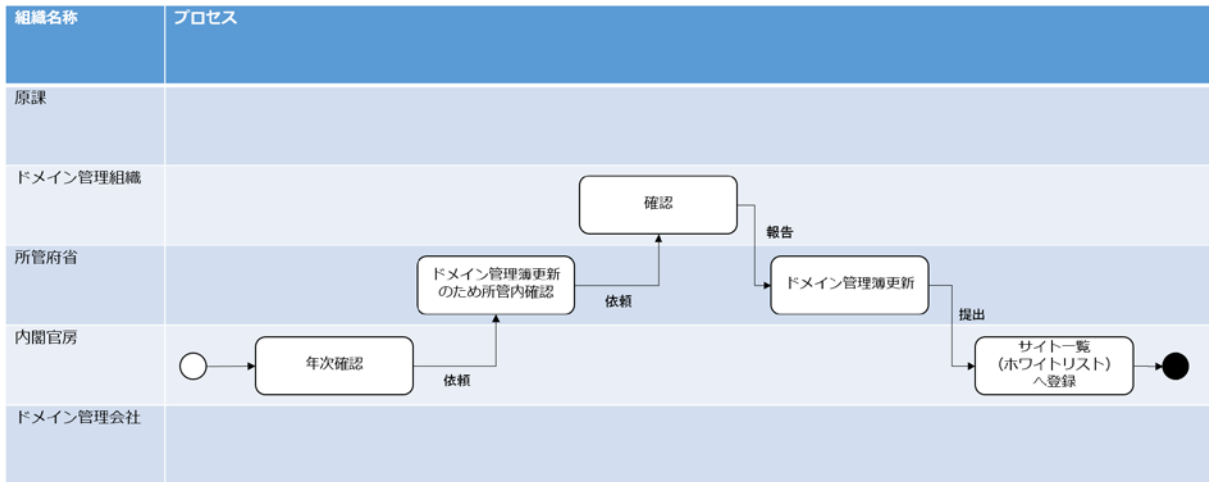 組織名称
プロセス
原課
ドメイン管理組織
確認
報告
所管府省
ドメイン管理簿更新
のため所管内確認
依頼
ドメイン管理簿更新
提出
内閣官房
年次確認
依頼
サイト一覧
(ホワイトリスト)
へ登録
ドメイン管理会社